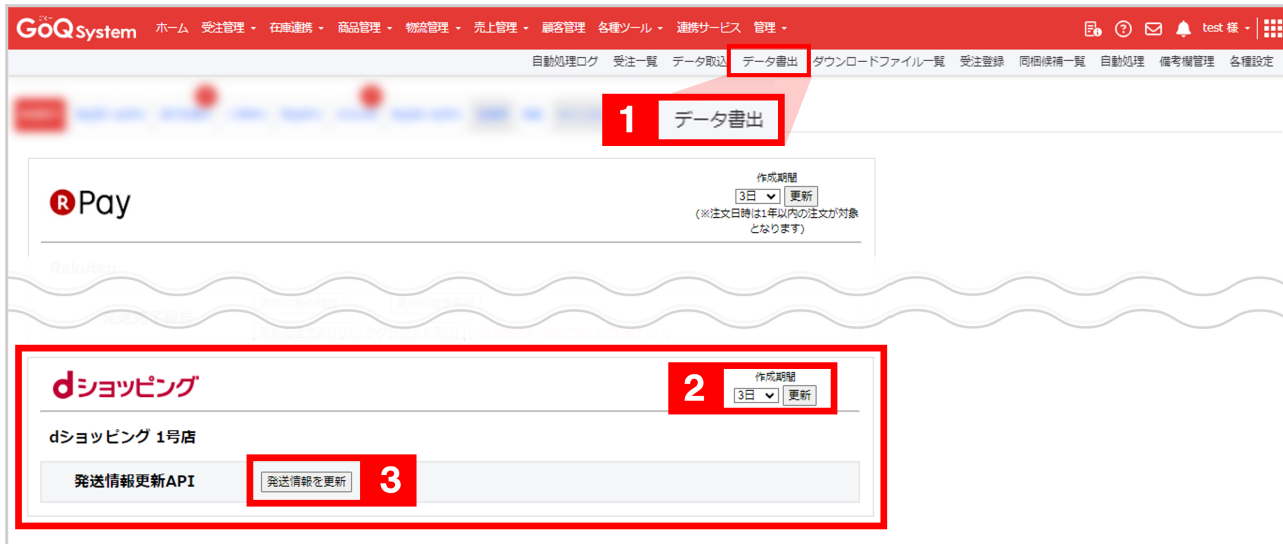 GoQSystem ホーム 受注管理 在庫連携 商品管理 物流管理 売上管理 顧客管理 各種ツール 連携サービス 管理 test 様
自動処理ログ 受注一覧 データ取込 データ書出 ダウンロードファイル一覧 受注登録 同梱候補一覧 自動処理 備考欄管理 各種設定
1 データ書出
R Pay
作成期間
3日 更新
(※注文日時は1年以内の注文が対象
となります)
Rakuten
dショッピング
2
作成期間
3日 更新
dショッピング 1号店
発送情報更新API 発送情報を更新 3